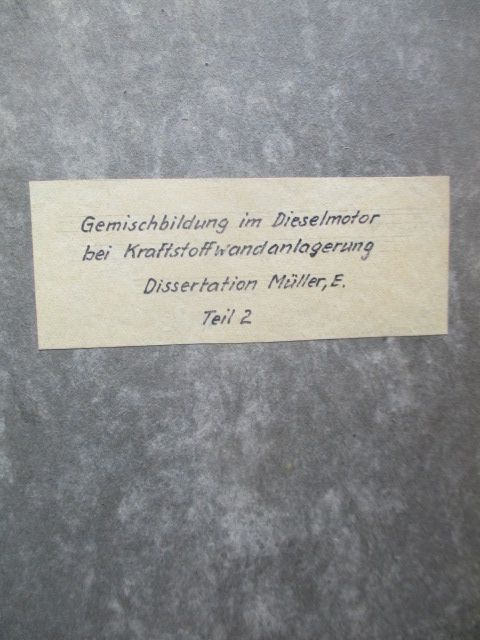 Gemischbildung im Dieselmotor
bei Kraftstoffwandanlagerung
Dissertation Müller, E.
Teil 2